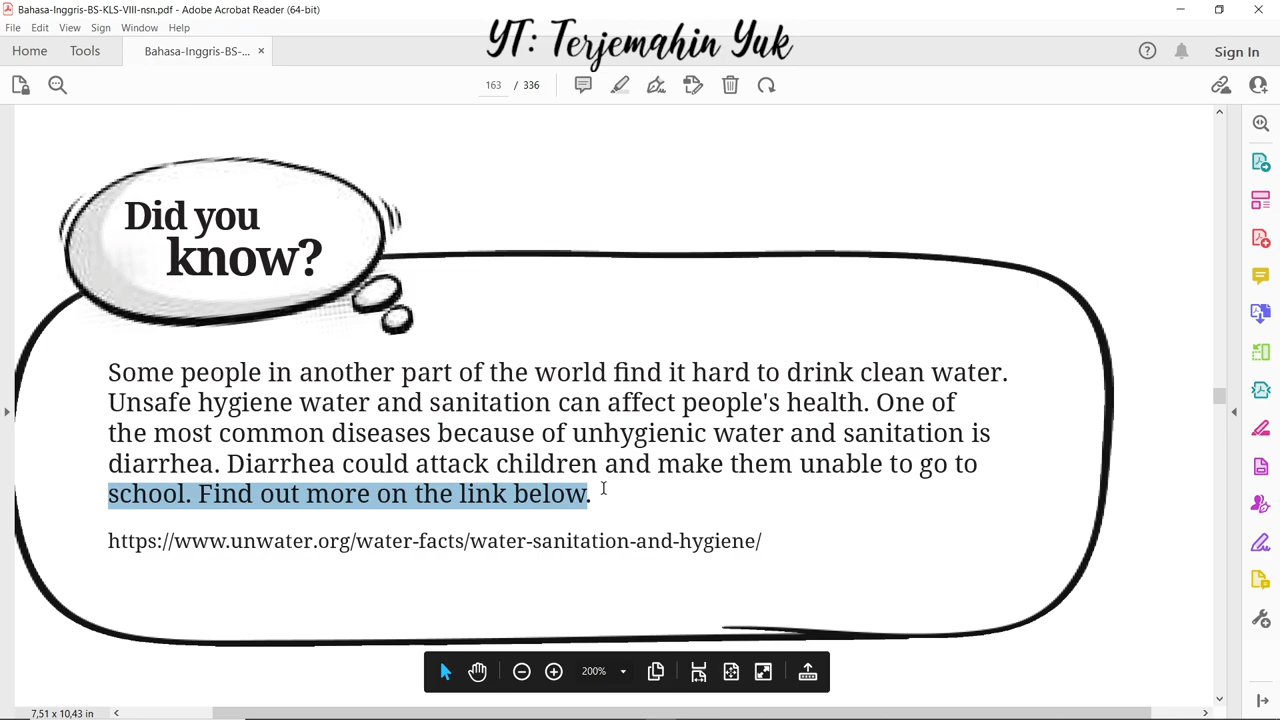 Bahasa-Inggris-BS-KLS-VIII-nsn.pdf - Adobe Acrobat Reader (64-bit)
File Edit View Sign Window Help
YT: Terjemahin Yuk
Home Tools Bahasa-Inggris-BS-... × Sign In
163 / 336
Did you
know?
Some people in another part of the world find it hard to drink clean water.
Unsafe hygiene water and sanitation can affect people's health. One of
the most common diseases because of unhygienic water and sanitation is
diarrhea. Diarrhea could attack children and make them unable to go to
school. Find out more on the link below.
https://www.unwater.org/water-facts/water-sanitation-and-hygiene/
200%
7,51 x 10,43 in